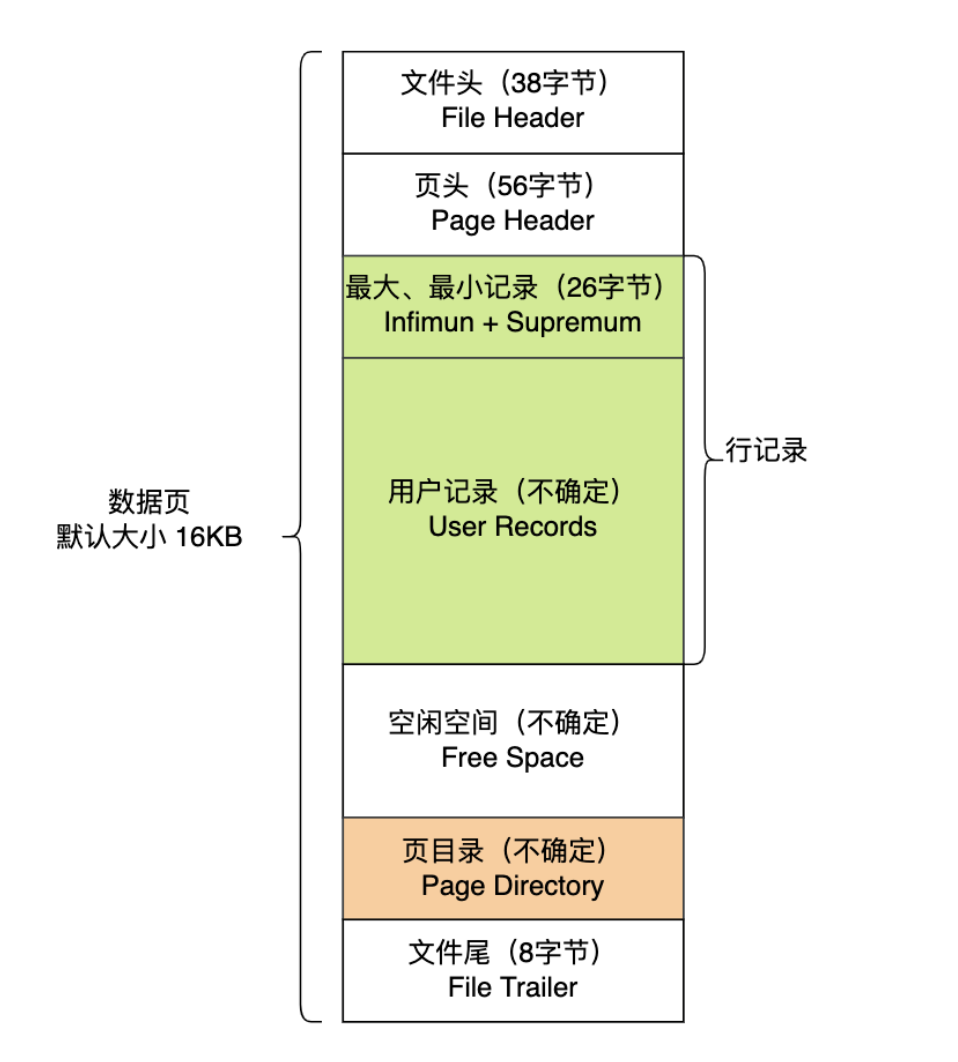 文件头（38字节）
File Header
页头（56字节）
Page Header
最大、最小记录（26字节）
Infimun + Supremum
用户记录（不确定）
User Records
行记录
数据页
默认大小 16KB
空闲空间（不确定）
Free Space
页目录（不确定）
Page Directory
文件尾（8字节）
File Trailer